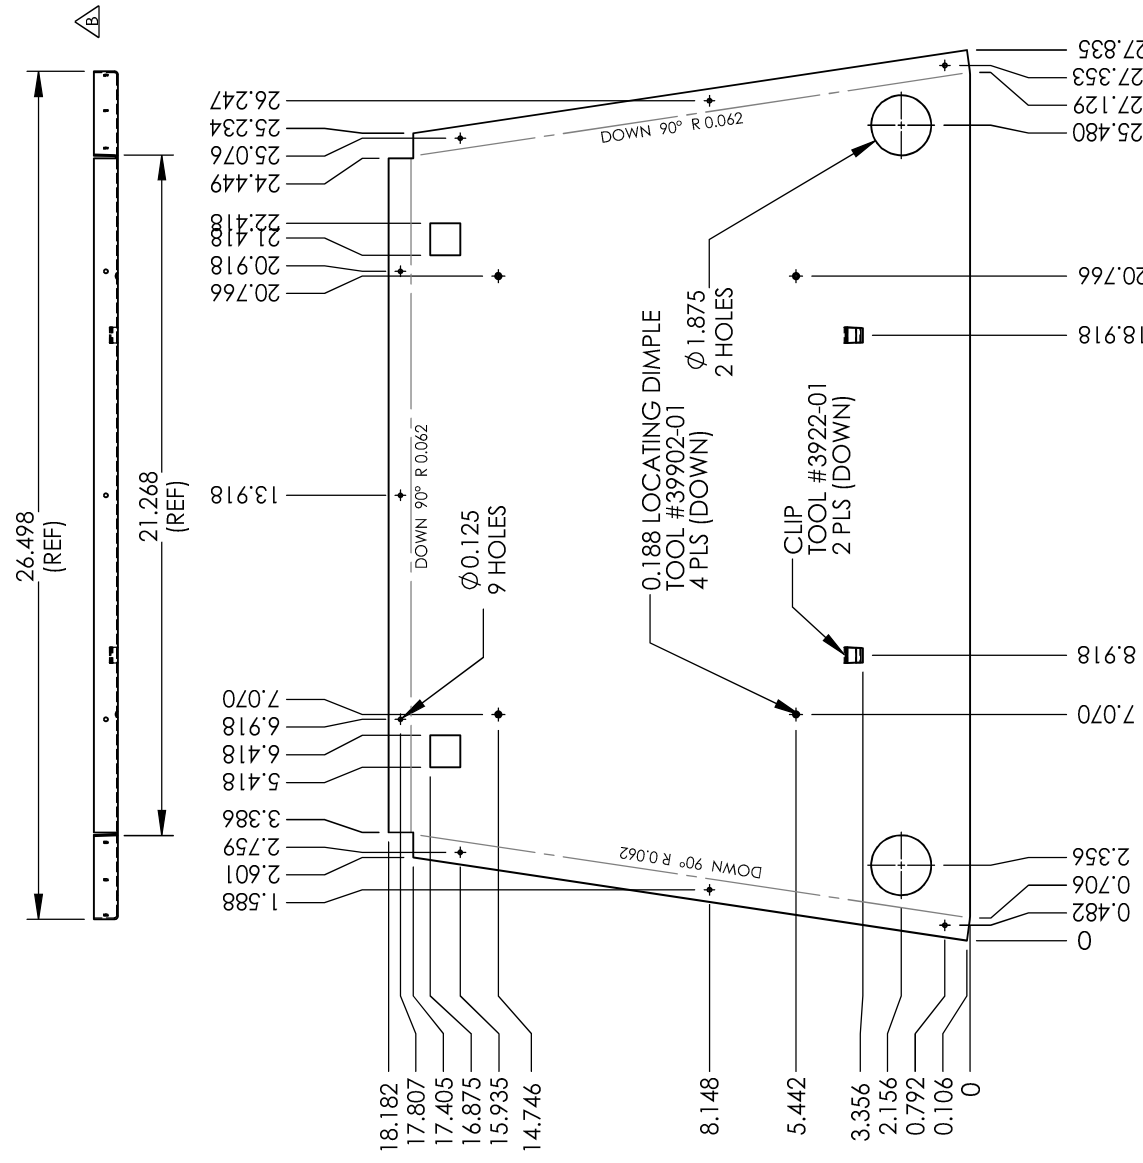 B
26.498
(REF)
21.268
(REF)
26.247
25.234
25.076
24.449
22.418
21.418
20.918
20.766
13.918
7.070
6.918
6.418
5.418
3.386
2.759
2.601
1.588
DOWN 90° R 0.062
DOWN 90° R 0.062
DOWN 90° R 0.062
Ø 0.125
9 HOLES
0.188 LOCATING DIMPLE
TOOL #39902-01
4 PLS (DOWN)
Ø 1.875
2 HOLES
CLIP
TOOL #3922-01
2 PLS (DOWN)
27.835
27.353
27.129
25.480
20.766
18.918
8.918
7.070
2.356
0.706
0.482
0
18.182
17.807
17.405
16.875
15.935
14.746
8.148
5.442
3.356
2.156
0.792
0.106
0